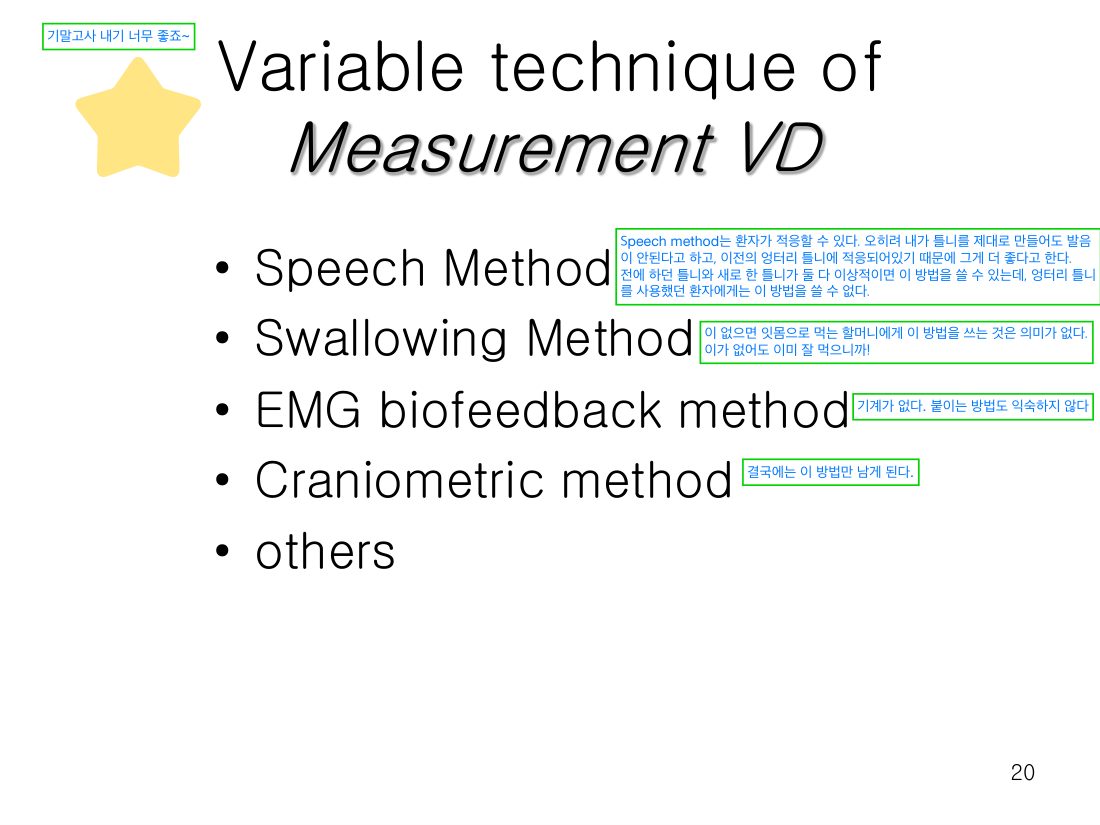 기말고사 내기 너무 좋죠~
Variable technique of
Measurement VD
• Speech Method
Speech method는 환자가 적응할 수 있다. 오히려 내가 틀니를 제대로 만들어도 발음
이 안된다고 하고, 이전의 엉터리 틀니에 적응되어있기 때문에 그게 더 좋다고 한다.
전에 하던 틀니와 새로 한 틀니가 둘 다 이상적이면 이 방법을 쓸 수 있는데, 엉터리 틀니
를 사용했던 환자에게는 이 방법을 쓸 수 없다.
• Swallowing Method
이 없으면 잇몸으로 먹는 할머니에게 이 방법을 쓰는 것은 의미가 없다.
이가 없어도 이미 잘 먹으니까!
• EMG biofeedback method
기계가 없다. 붙이는 방법도 익숙하지 않다
• Craniometric method
결국에는 이 방법만 남게 된다.
• others
20